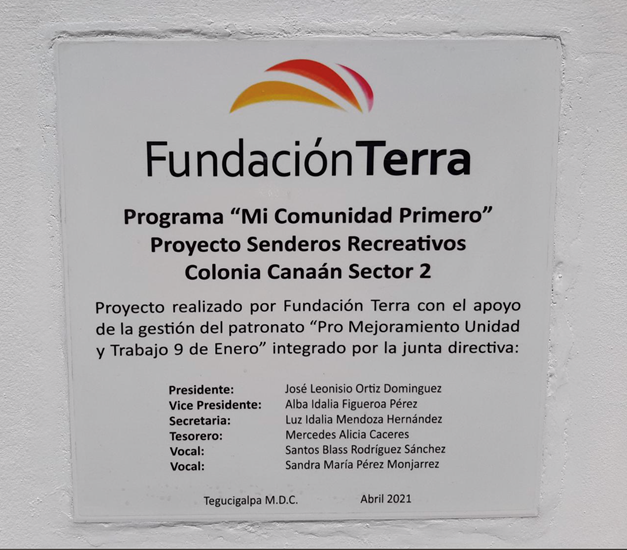 FundaciónTerra
Programa “Mi Comunidad Primero”
Proyecto Senderos Recreativos
Colonia Canaán Sector 2
Proyecto realizado por Fundación Terra con el apoyo
de la gestión del patronato “Pro Mejoramiento Unidad
y Trabajo 9 de Enero” integrado por la junta directiva:
Presidente: José Leonisio Ortiz Dominguez
Vice Presidente: Alba Idalia Figueroa Pérez
Secretaria: Luz Idalia Mendoza Hernández
Tesorero: Mercedes Alicia Caceres
Vocal: Santos Blass Rodríguez Sánchez
Vocal: Sandra María Pérez Monjarrez
Tegucigalpa M.D.C. Abril 2021